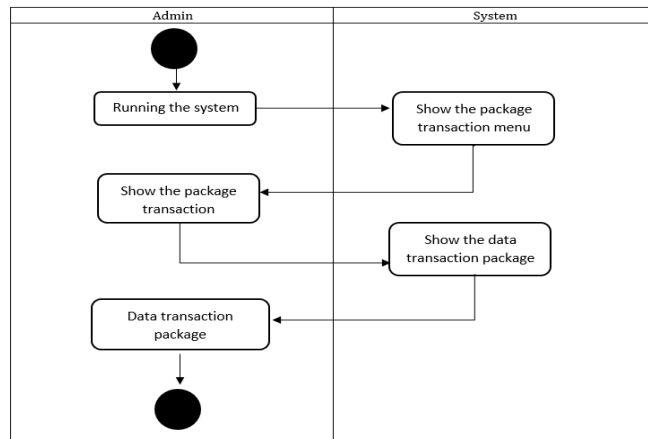 Admin
System
Running the system
Show the package
transaction menu
Show the package
transaction
Show the data
transaction package
Data transaction
package